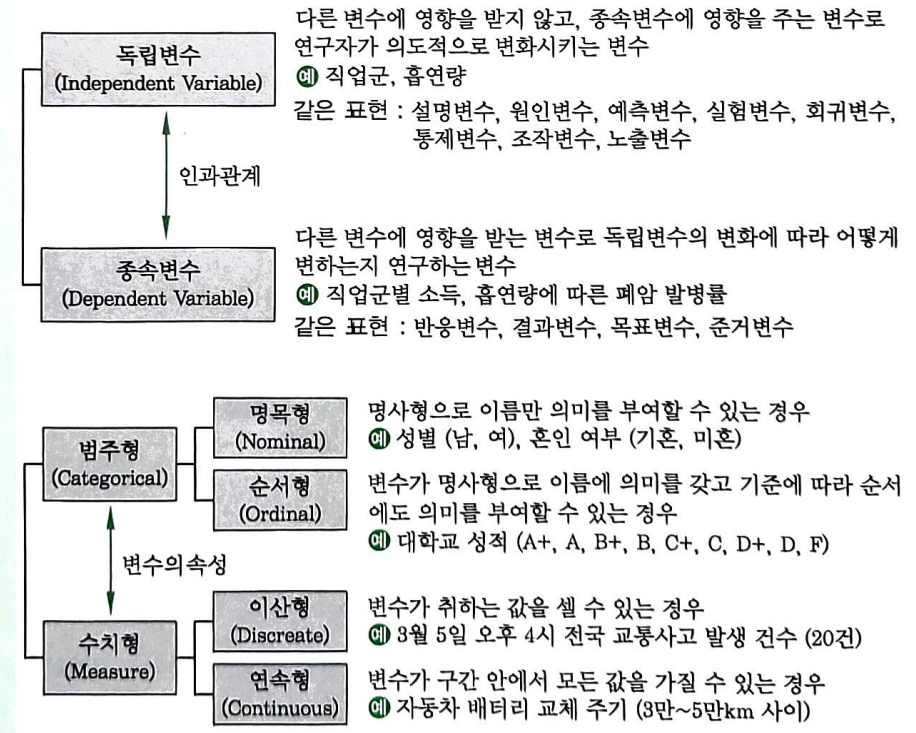 독립변수
(Independent Variable)
다른 변수에 영향을 받지 않고, 종속변수에 영향을 주는 변수로
연구자가 의도적으로 변화시키는 변수
예 직업군, 흡연량
같은 표현 : 설명변수, 원인변수, 예측변수, 실험변수, 회귀변수,
통제변수, 조작변수, 노출변수
인과관계
종속변수
(Dependent Variable)
다른 변수에 영향을 받는 변수로 독립변수의 변화에 따라 어떻게
변하는지 연구하는 변수
예 직업군별 소득, 흡연량에 따른 폐암 발병률
같은 표현 : 반응변수, 결과변수, 목표변수, 준거변수
범주형
(Categorical)
명목형
(Nominal)
명사형으로 이름만 의미를 부여할 수 있는 경우
예 성별 (남, 여), 혼인 여부 (기혼, 미혼)
순서형
(Ordinal)
변수가 명사형으로 이름에 의미를 갖고 기준에 따라 순서
에도 의미를 부여할 수 있는 경우
예 대학교 성적 (A+, A, B+, B, C+, C, D+, D, F)
변수의 속성
수치형
(Measure)
이산형
(Discreate)
변수가 취하는 값을 셀 수 있는 경우
예 3월 5일 오후 4시 전국 교통사고 발생 건수 (20건)
연속형
(Continuous)
변수가 구간 안에서 모든 값을 가질 수 있는 경우
예 자동차 배터리 교체 주기 (3만~5만km 사이)